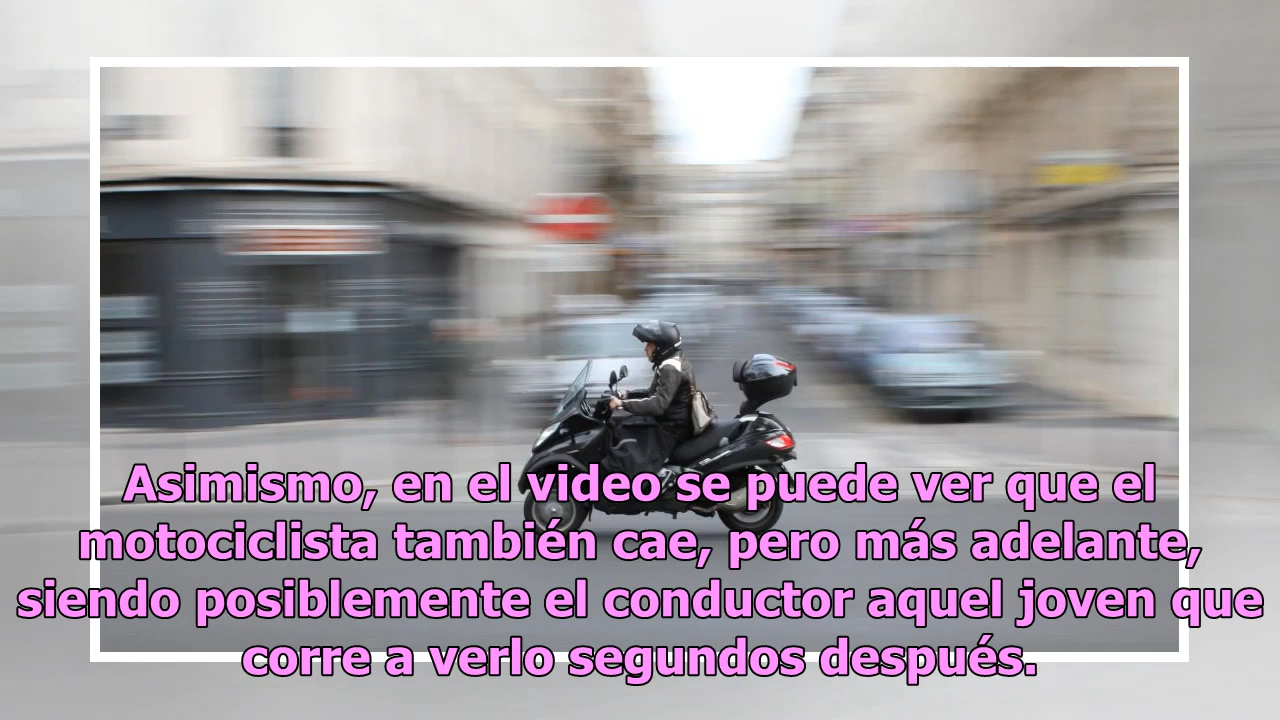 Asimismo, en el video se puede ver que el
motociclista también cae, pero más adelante,
siendo posiblemente el conductor aquel joven que
corre a verlo segundos después.